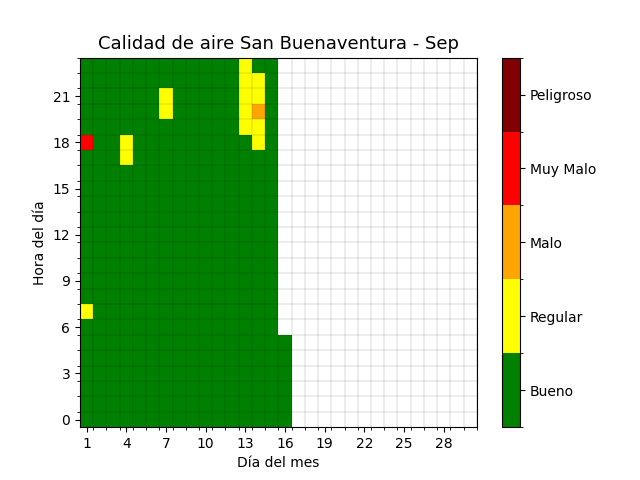 Calidad de aire San Buenaventura - Sep
Hora del día
21
18
15
12
9
6
3
0
1 4 7 10 13 16 19 22 25 28
Día del mes
Peligroso
Muy Malo
Malo
Regular
Bueno